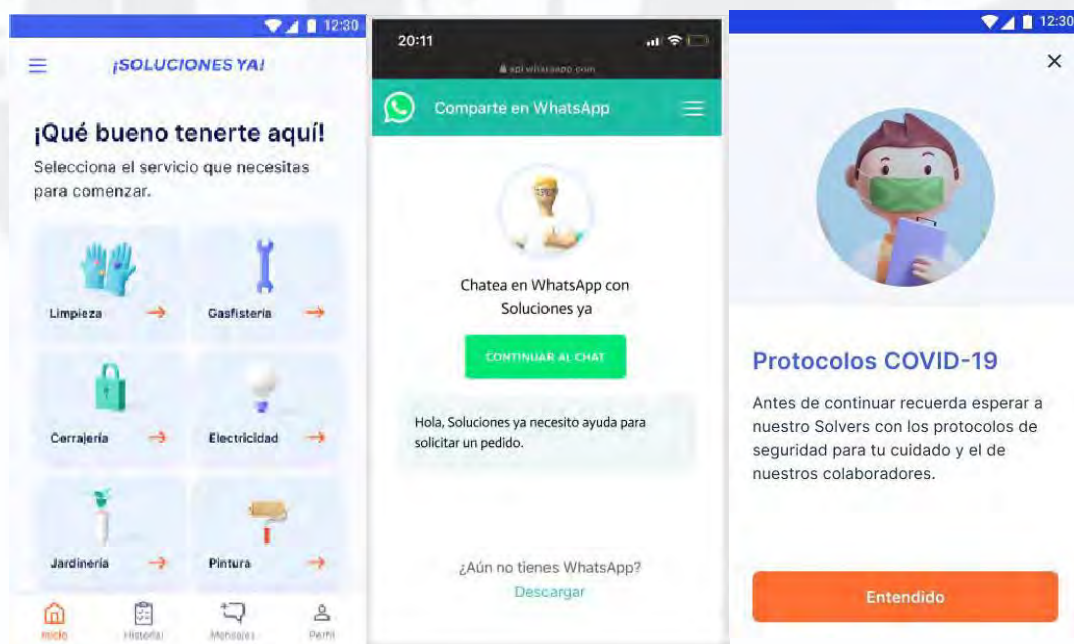 12:30
¡SOLUCIONES YA!
¡Qué bueno tenerte aquí!
Selecciona el servicio que necesitas
para comenzar.
Limpieza
Gasfistería
Cerrajería
Electricidad
Jardinería
Pintura
Inicio
Historial
Mensajes
Perfil
20:11
api.whatsapp.com
Comparte en WhatsApp
Chatea en WhatsApp con
Soluciones ya
CONTINUAR AL CHAT
Hola, Soluciones ya necesito ayuda para
solicitar un pedido.
¿Aún no tienes WhatsApp?
Descargar
12:30
Protocolos COVID-19
Antes de continuar recuerda esperar a
nuestro Solvers con los protocolos de
seguridad para tu cuidado y el de
nuestros colaboradores.
Entendido